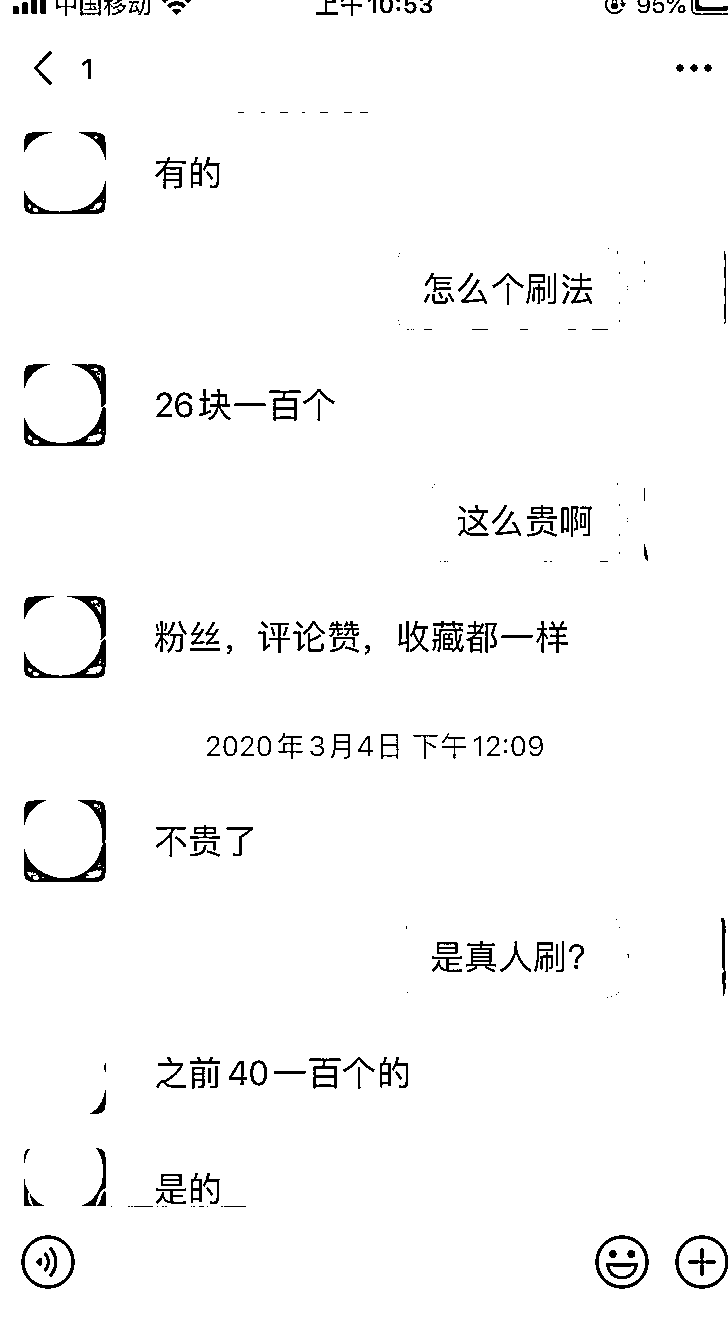 中国移动 上午10:53 95%
1
有的
怎么个刷法
26块一百个
这么贵啊
粉丝，评论赞，收藏都一样
2020年3月4日 下午12:09
不贵了
是真人刷?
之前40一百个的
是的